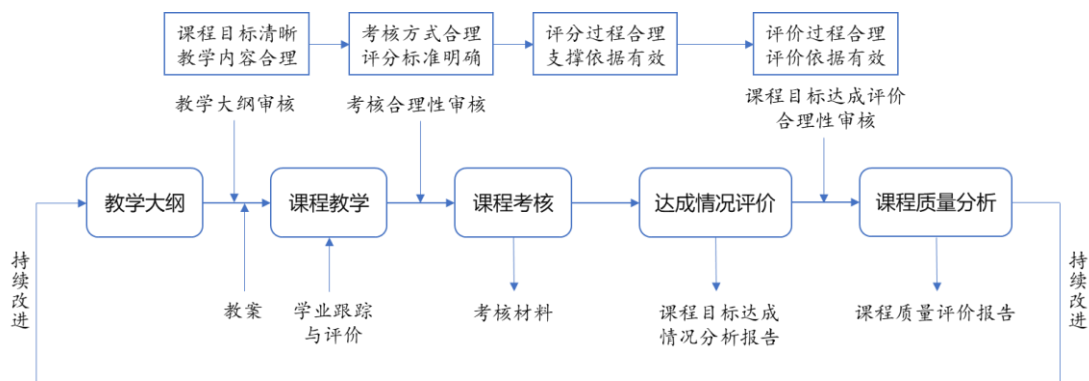 课程目标清晰
教学内容合理
考核方式合理
评分标准明确
评分过程合理
支撑依据有效
评价过程合理
评价依据有效
教学大纲审核
考核合理性审核
课程目标达成评价
合理性审核
教学大纲
课程教学
课程考核
达成情况评价
课程质量分析
持续改进
教案
学业跟踪
与评价
考核材料
课程目标达成
情况分析报告
课程质量评价报告
持续改进